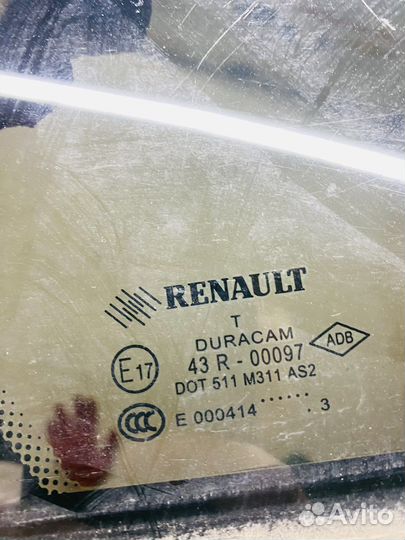 RENAULT
T
DURACAM
E17
43 R - 00097
ADB
DOT 511 M311 AS2
CCC
E 000414 ...... . 3
Avito